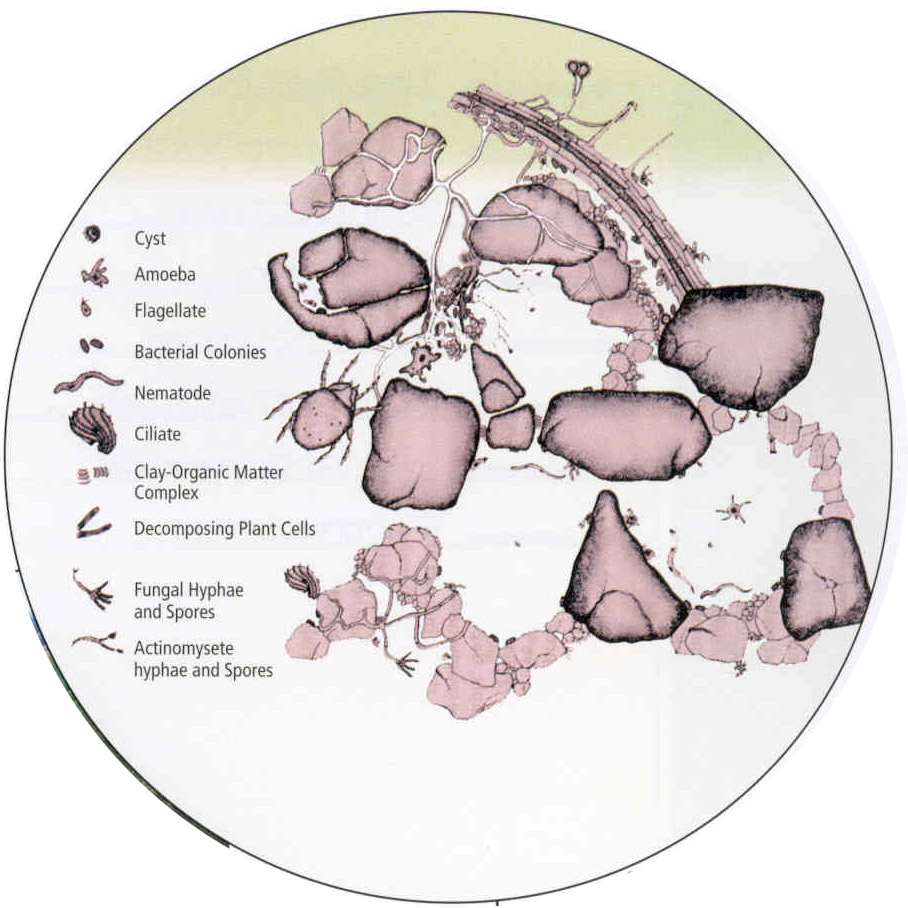 Cyst
Amoeba
Flagellate
Bacterial Colonies
Nematode
Ciliate
Clay-Organic Matter
Complex
Decomposing Plant Cells
Fungal Hyphae
and Spores
Actinomysete
hyphae and Spores